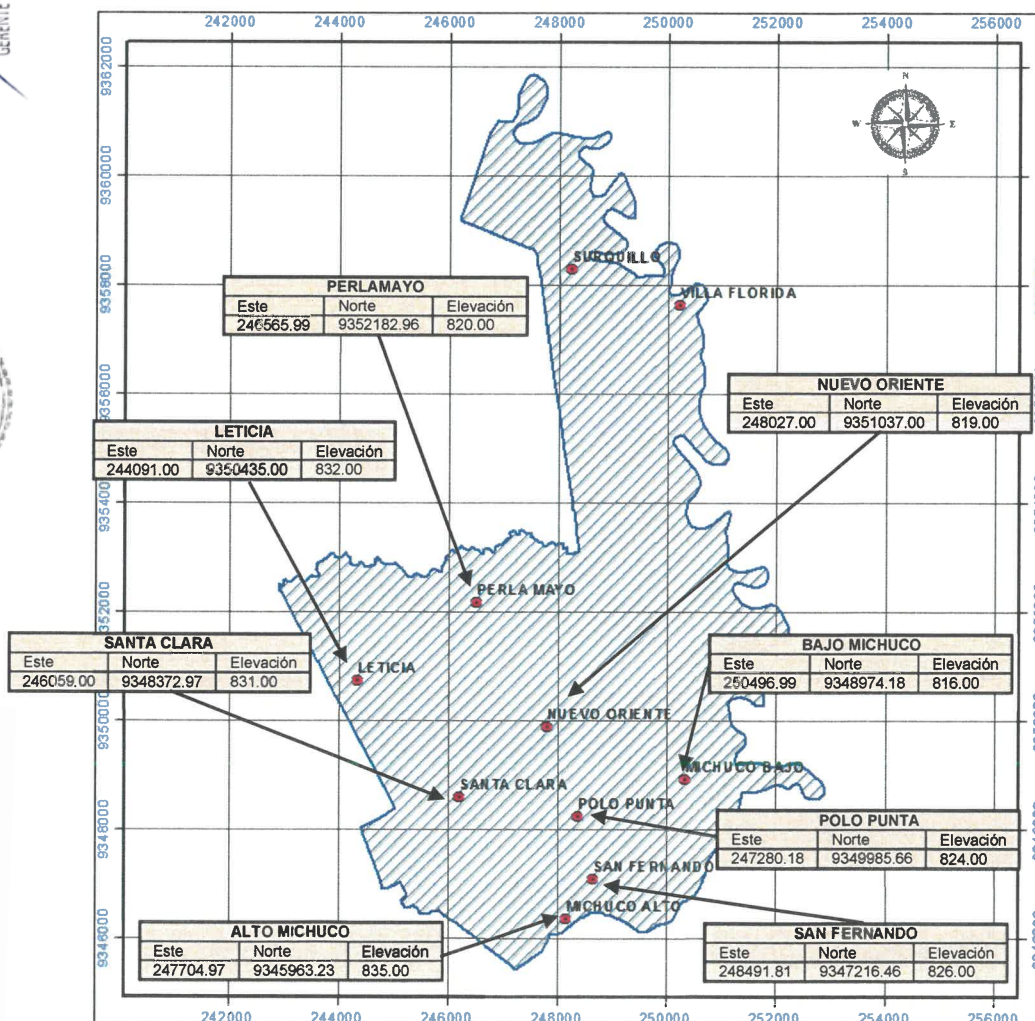 GERENTE
242000 244000 246000 248000 250000 252000 254000 256000
9362000
N
W E
S
9360000
SURQUILLO
9358000
VILLA FLORIDA
PERLAMAYO
Este Norte Elevación
246565.99 9352182.96 820.00
9356000
NUEVO ORIENTE
Este Norte Elevación
248027.00 9351037.00 819.00
LETICIA
Este Norte Elevación
244091.00 9350435.00 832.00
9354000
PERLA MAYO
9352000
SANTA CLARA
Este Norte Elevación
246059.00 9348372.97 831.00
LETICIA
BAJO MICHUCO
Este Norte Elevación
250496.99 9348974.18 816.00
9350000
NUEVO ORIENTE
MICHUCO BAJO
SANTA CLARA
POLO PUNTA
9348000
POLO PUNTA
Este Norte Elevación
247280.18 9349985.66 824.00
SAN FERNANDO
MICHUCO ALTO
9346000
ALTO MICHUCO
Este Norte Elevación
247704.97 9345963.23 835.00
SAN FERNANDO
Este Norte Elevación
248491.81 9347216.46 826.00
242000 244000 246000 248000 250000 252000 254000 256000